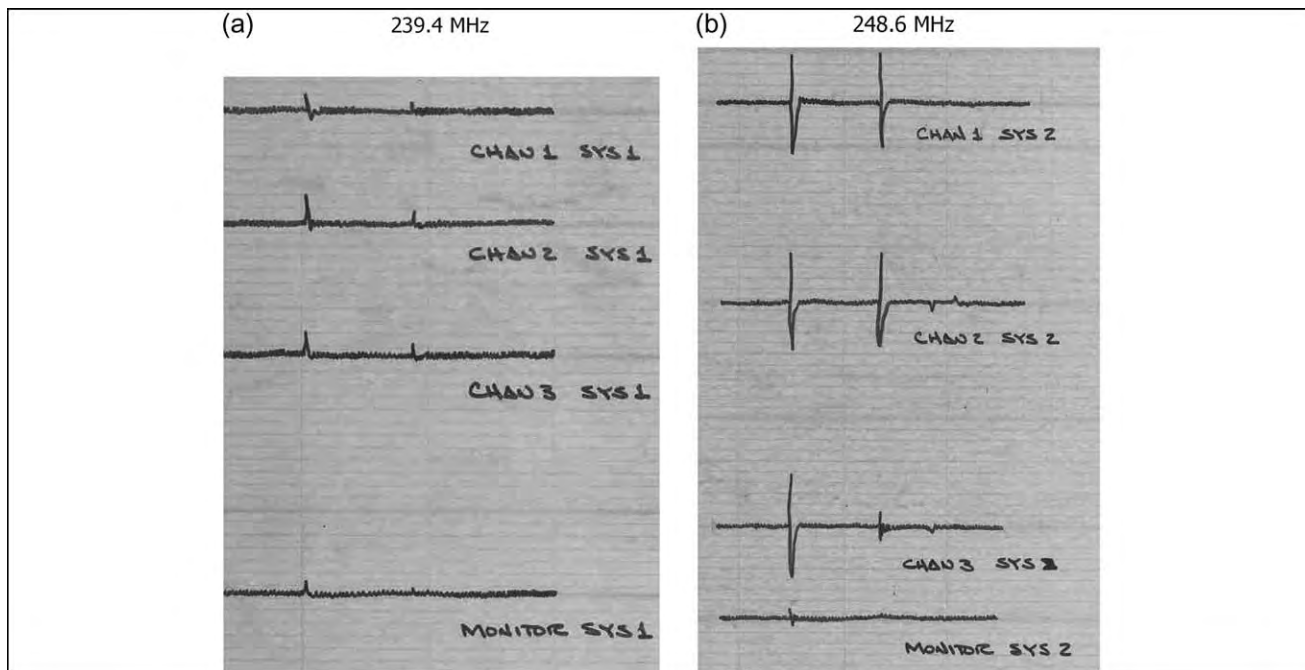 (a) 239.4 MHz
CHAN 1 SYS 1
CHAN 2 SYS 1
CHAN 3 SYS 1
MONITOR SYS 1
(b) 248.6 MHz
CHAN 1 SYS 2
CHAN 2 SYS 2
CHAN 3 SYS 2
MONITOR SYS 2